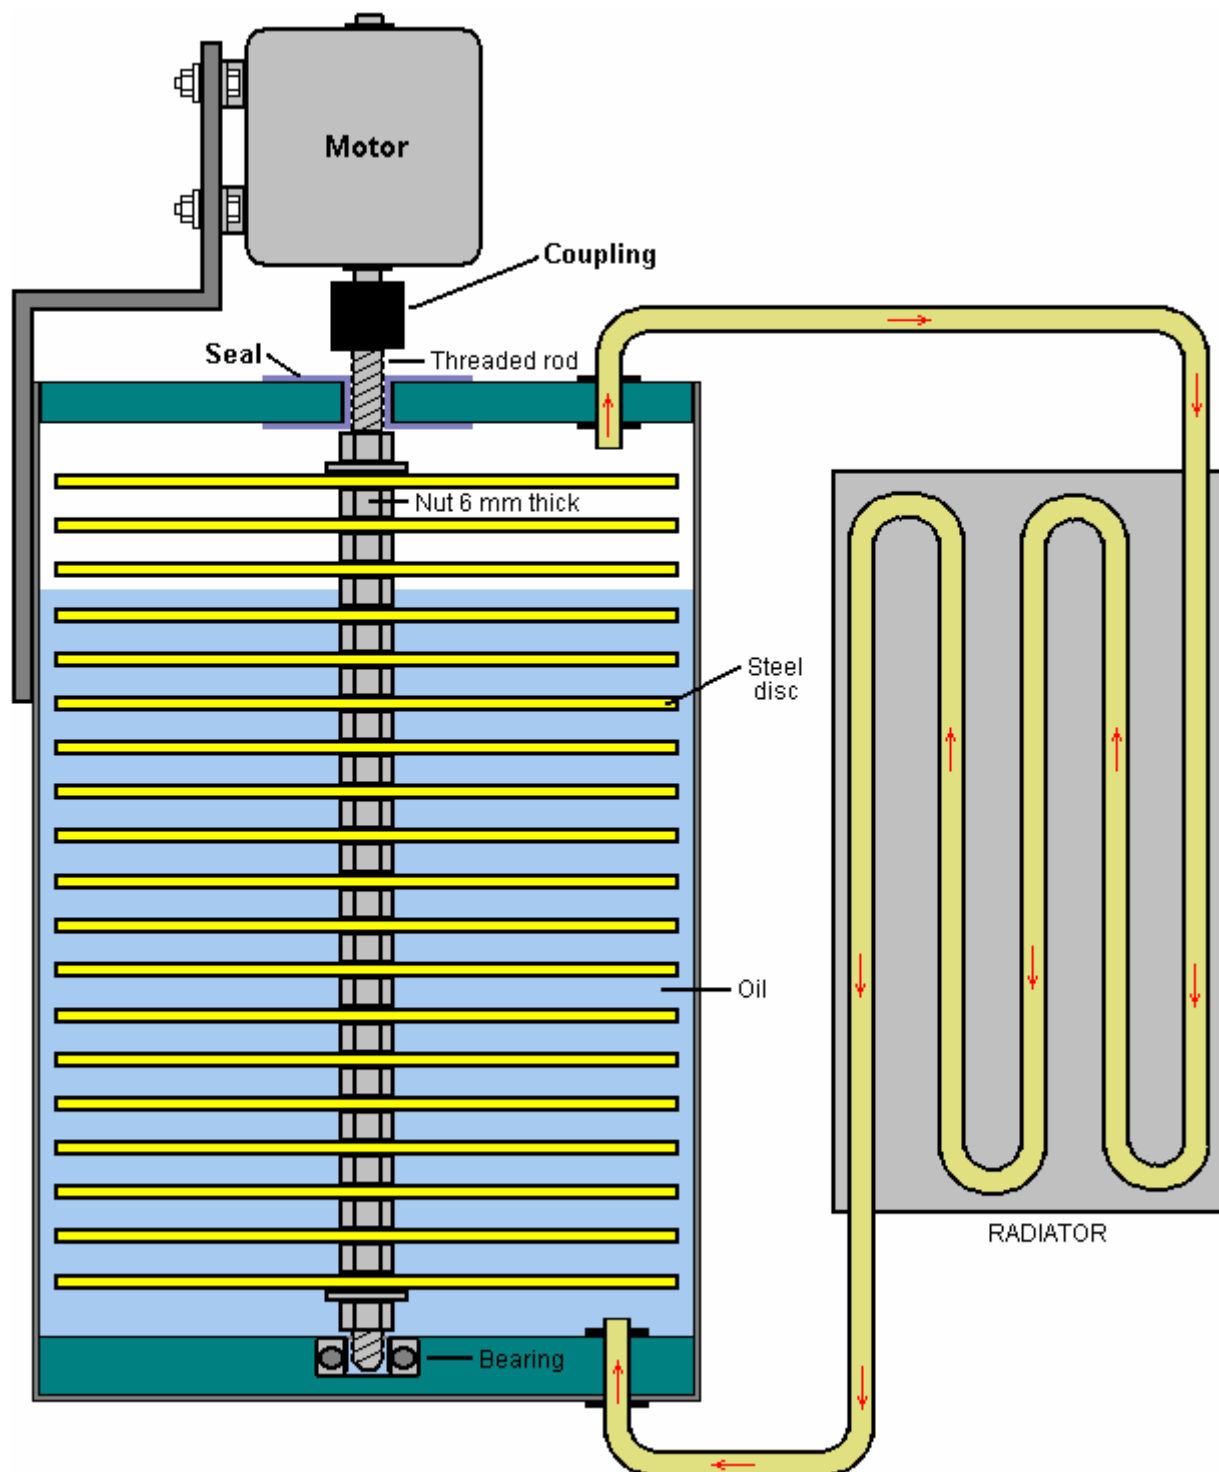 Motor
Coupling
Seal
Threaded rod
Nut 6 mm thick
Steel
disc
Oil
RADIATOR
Bearing